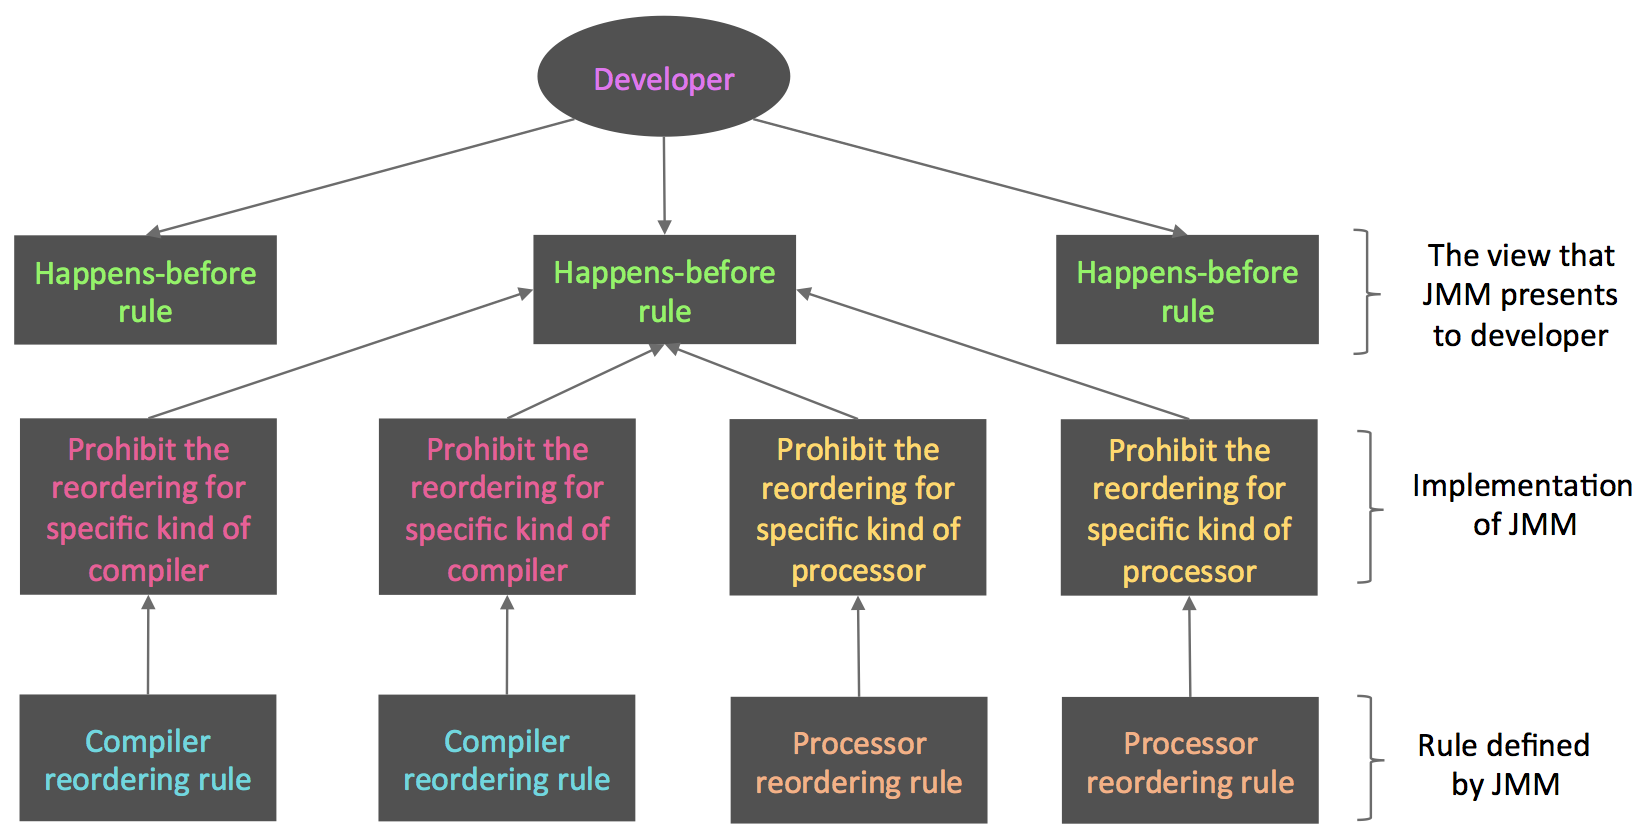 Developer
Happens-before
rule
Happens-before
rule
Happens-before
rule
The view that
JMM presents
to developer
Prohibit the
reordering for
specific kind of
compiler
Prohibit the
reordering for
specific kind of
compiler
Prohibit the
reordering for
specific kind of
processor
Prohibit the
reordering for
specific kind of
processor
Implementation
of JMM
Compiler
reordering rule
Compiler
reordering rule
Processor
reordering rule
Processor
reordering rule
Rule defined
by JMM